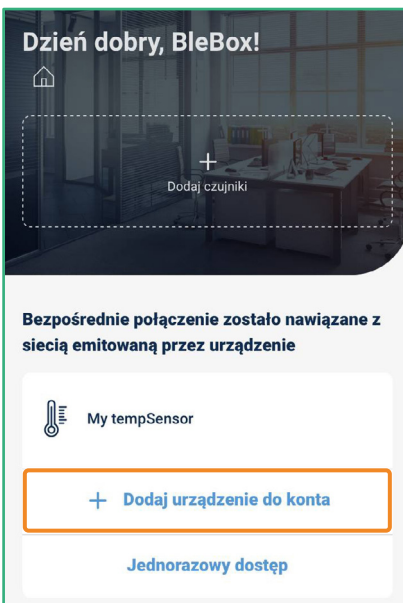 Dzień dobry, BleBox!
+
Dodaj czujniki
Bezpośrednie połączenie zostało nawiązane z
siecią emitowaną przez urządzenie
My tempSensor
+ Dodaj urządzenie do konta
Jednorazowy dostęp